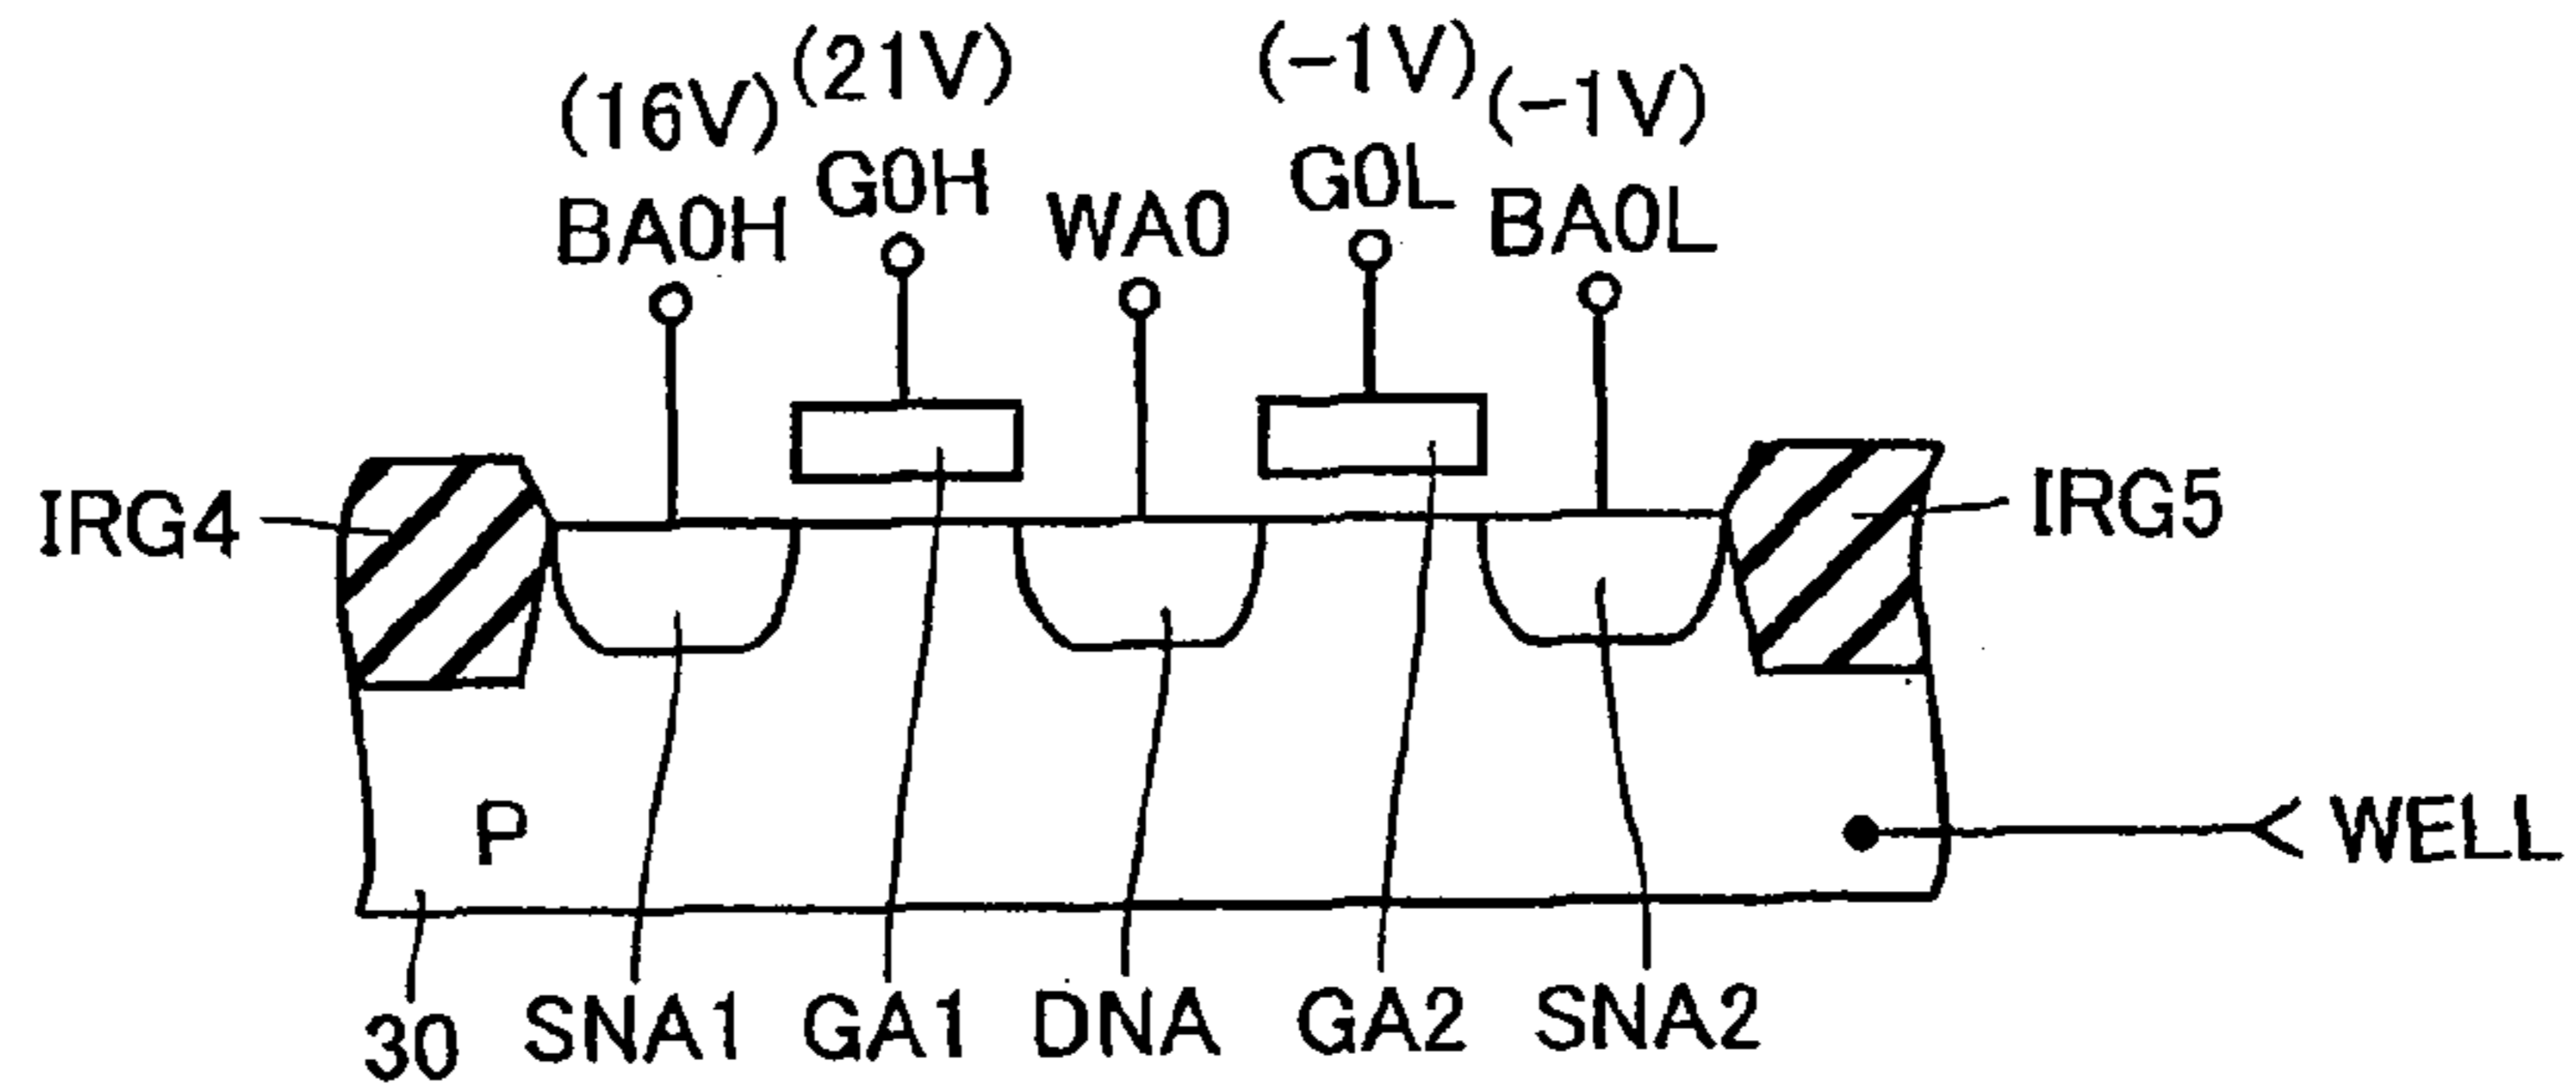 (16V) (21V) (-1V) (-1V)
BA0H G0H WA0 G0L BA0L
IRG4 IRG5
P WELL
30 SNA1 GA1 DNA GA2 SNA2